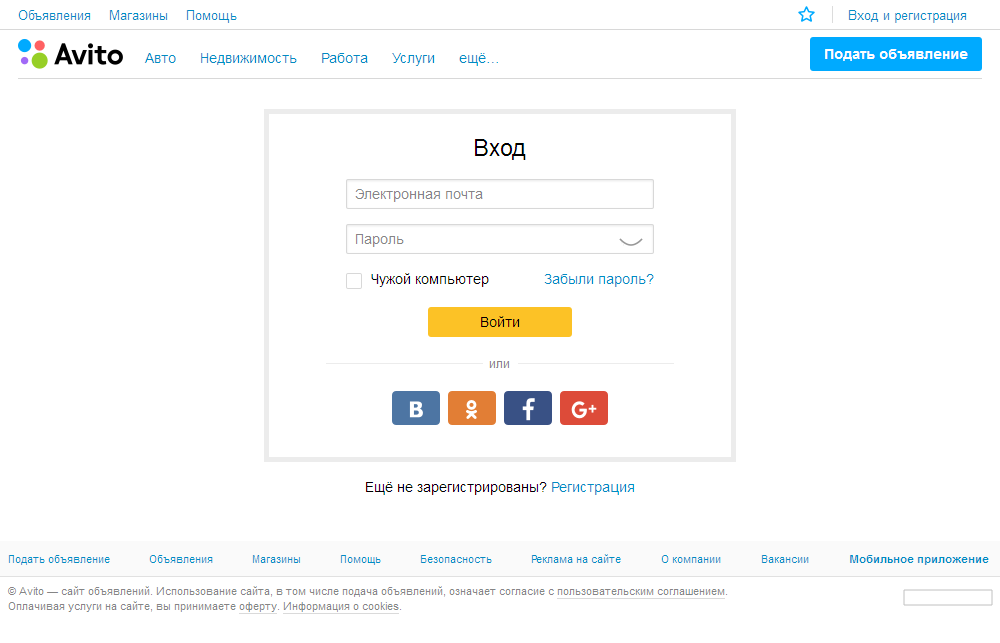 Объявления Магазины Помощь Вход и регистрация
Avito Авто Недвижимость Работа Услуги ещё... Подать объявление
Вход
Электронная почта
Пароль
Чужой компьютер Забыли пароль?
Войти
или
В f G+
Ещё не зарегистрированы? Регистрация
Подать объявление Объявления Магазины Помощь Безопасность Реклама на сайте О компании Вакансии Мобильное приложение
© Avito — сайт объявлений. Использование сайта, в том числе подача объявлений, означает согласие с пользовательским соглашением.
Оплачивая услуги на сайте, вы принимаете оферту. Информация о cookies.